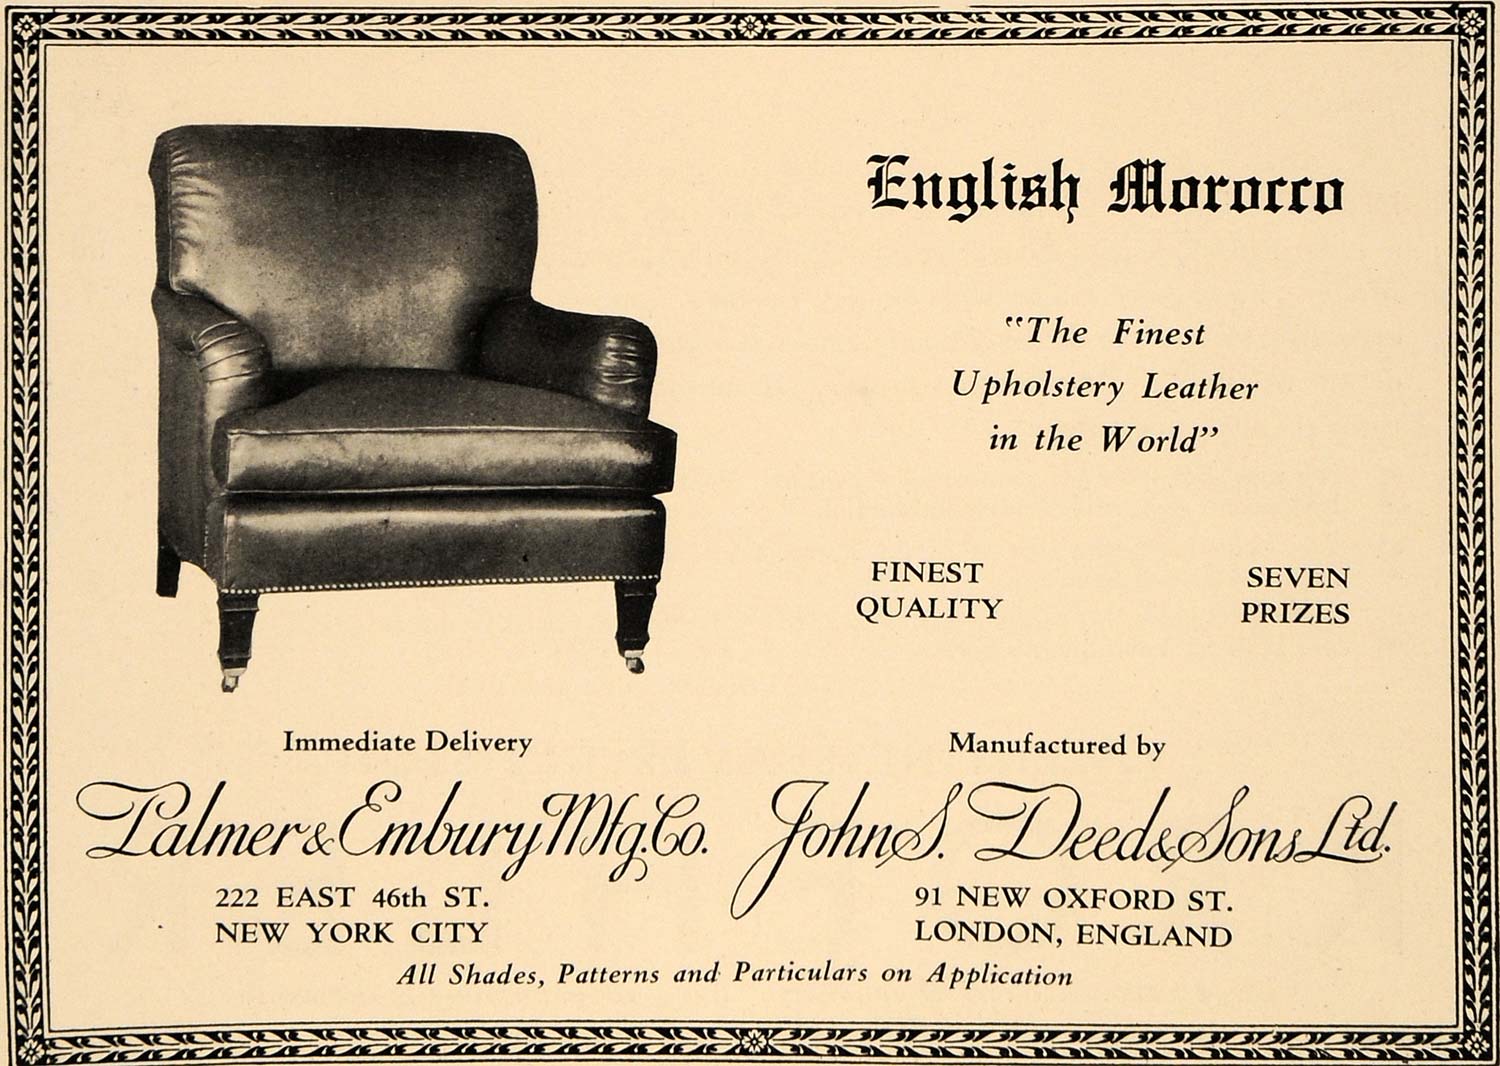 English Morocco
"The Finest
Upholstery Leather
in the World"
FINEST
QUALITY
SEVEN
PRIZES
Immediate Delivery
Palmer & Embury Mfg. Co.
222 EAST 46th ST.
NEW YORK CITY
Manufactured by
John S. Deed & Sons Ltd.
91 NEW OXFORD ST.
LONDON, ENGLAND
All Shades, Patterns and Particulars on Application